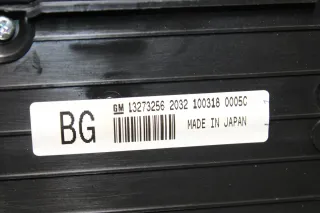 GM 13273256 2032 100318 0005C
BG
MADE IN JAPAN